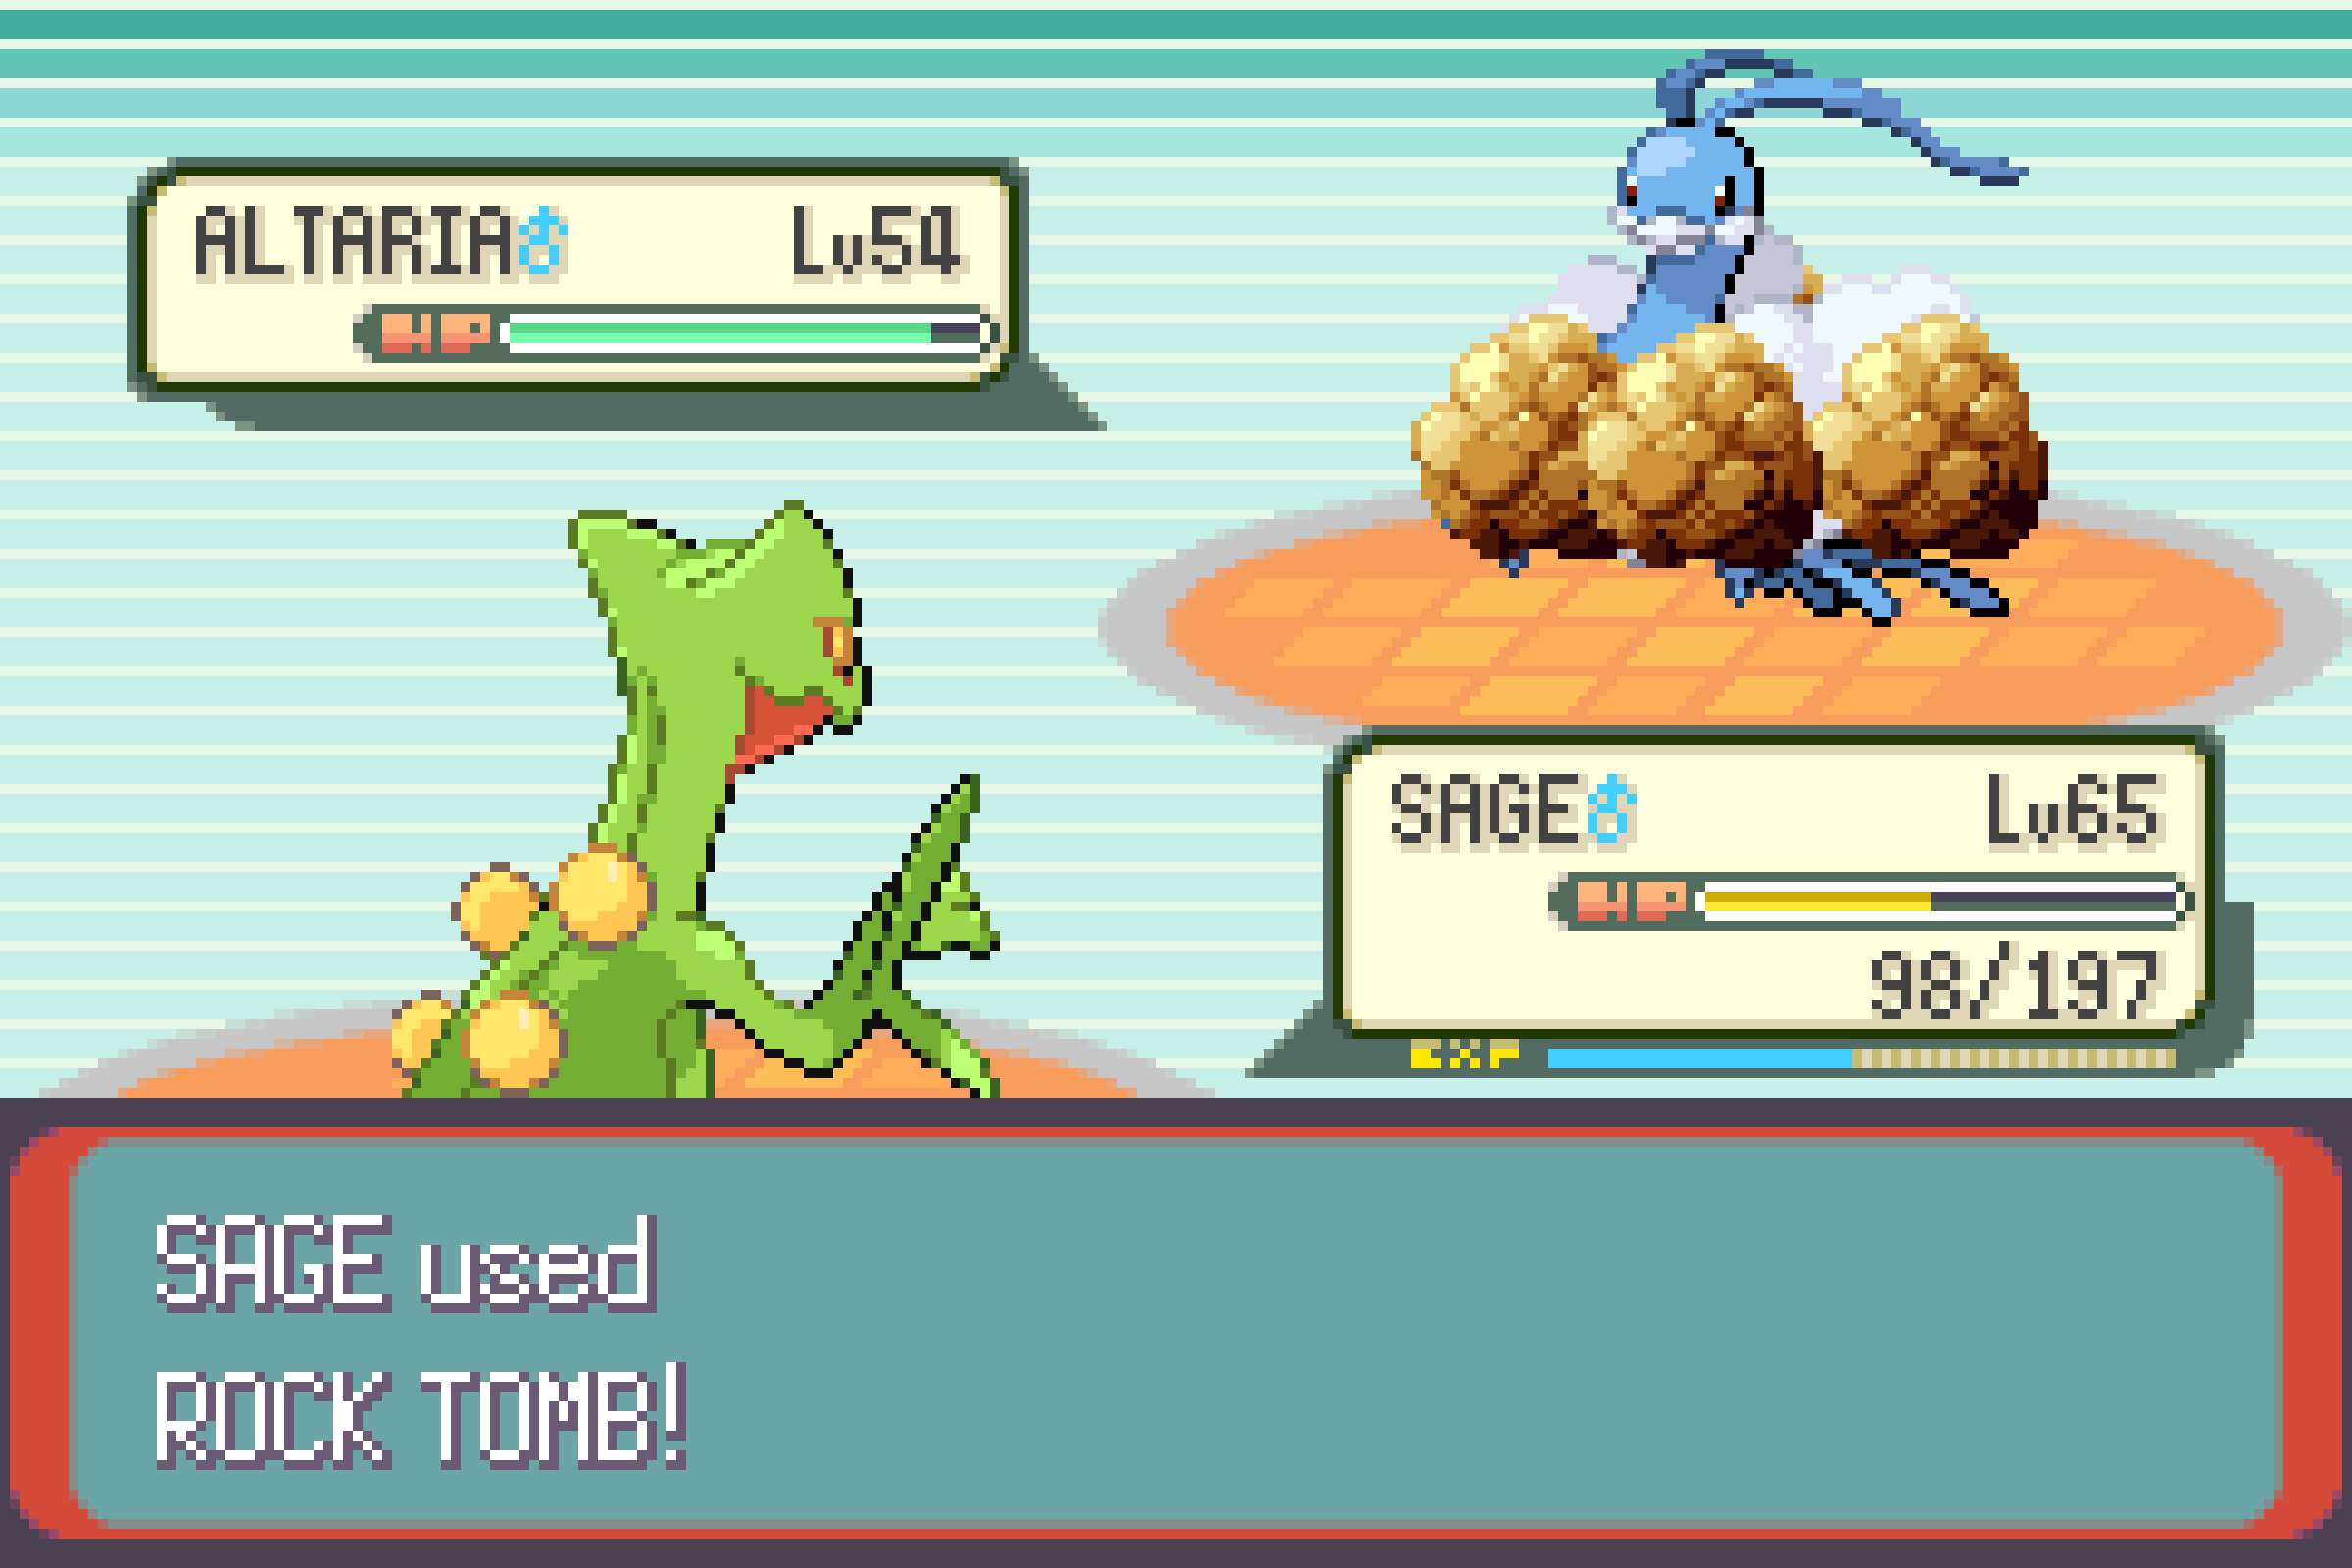 ALTARIA♂ Lv54
HP
SAGE♂ Lv65
HP
98/197
EXP
SAGE used
ROCK TOMB!